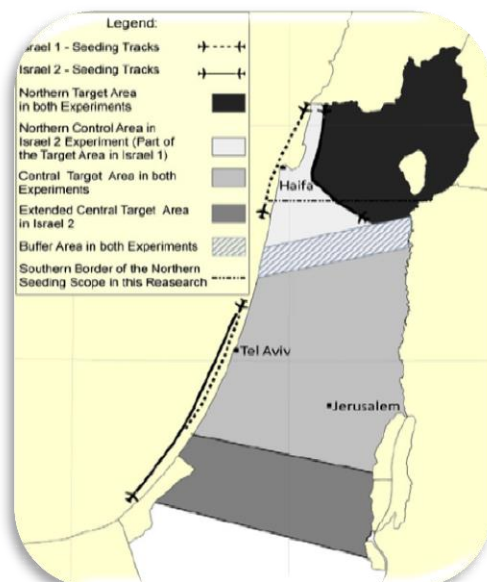 Legend:
Israel 1 - Seeding Tracks
Israel 2 - Seeding Tracks
Northern Target Area
in both Experiments
Northern Control Area in
Israel 2 Experiment (Part of
the Target Area in Israel 1)
Central Target Area in both
Experiments
Extended Central Target Area
in Israel 2
Buffer Area in both Experiments
Southern Border of the Northern
Seeding Scope in this Reasearch
Haifa
Tel Aviv
Jerusalem